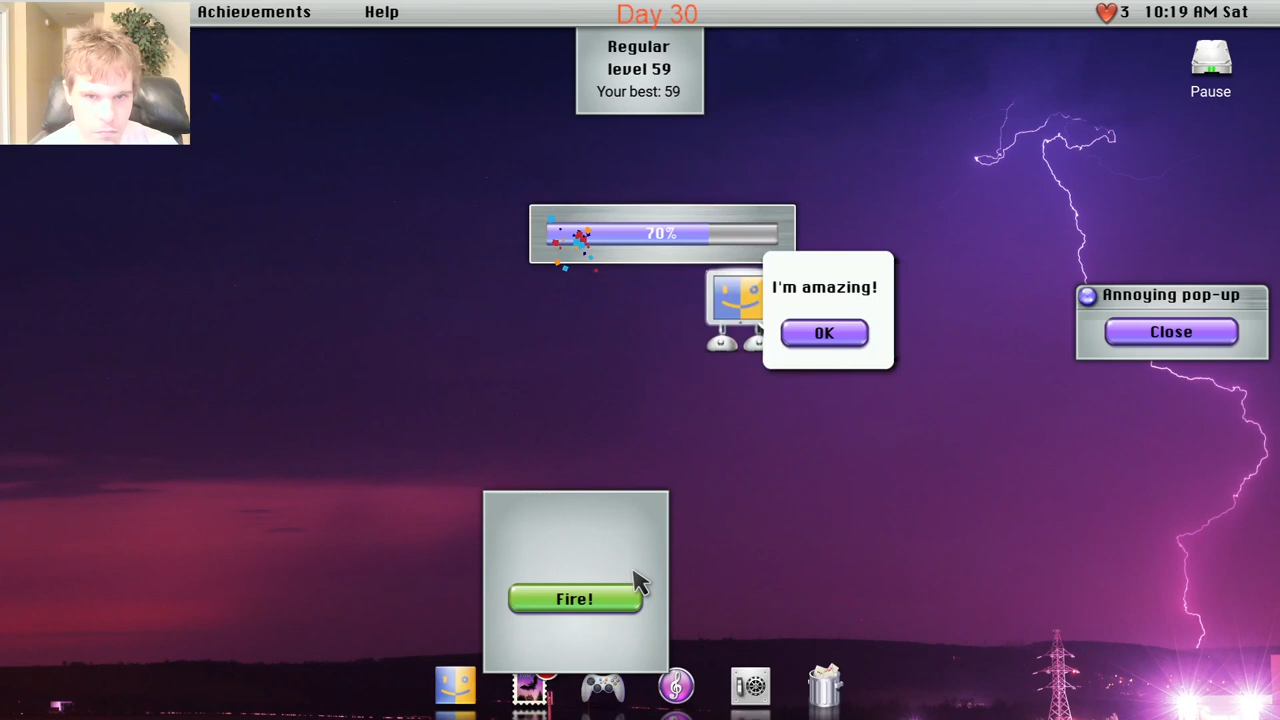 Achievements
Help
Day 30
3
10:19 AM Sat
Regular
level 59
Your best: 59
Pause
70%
I'm amazing!
OK
Annoying pop-up
Close
Fire!